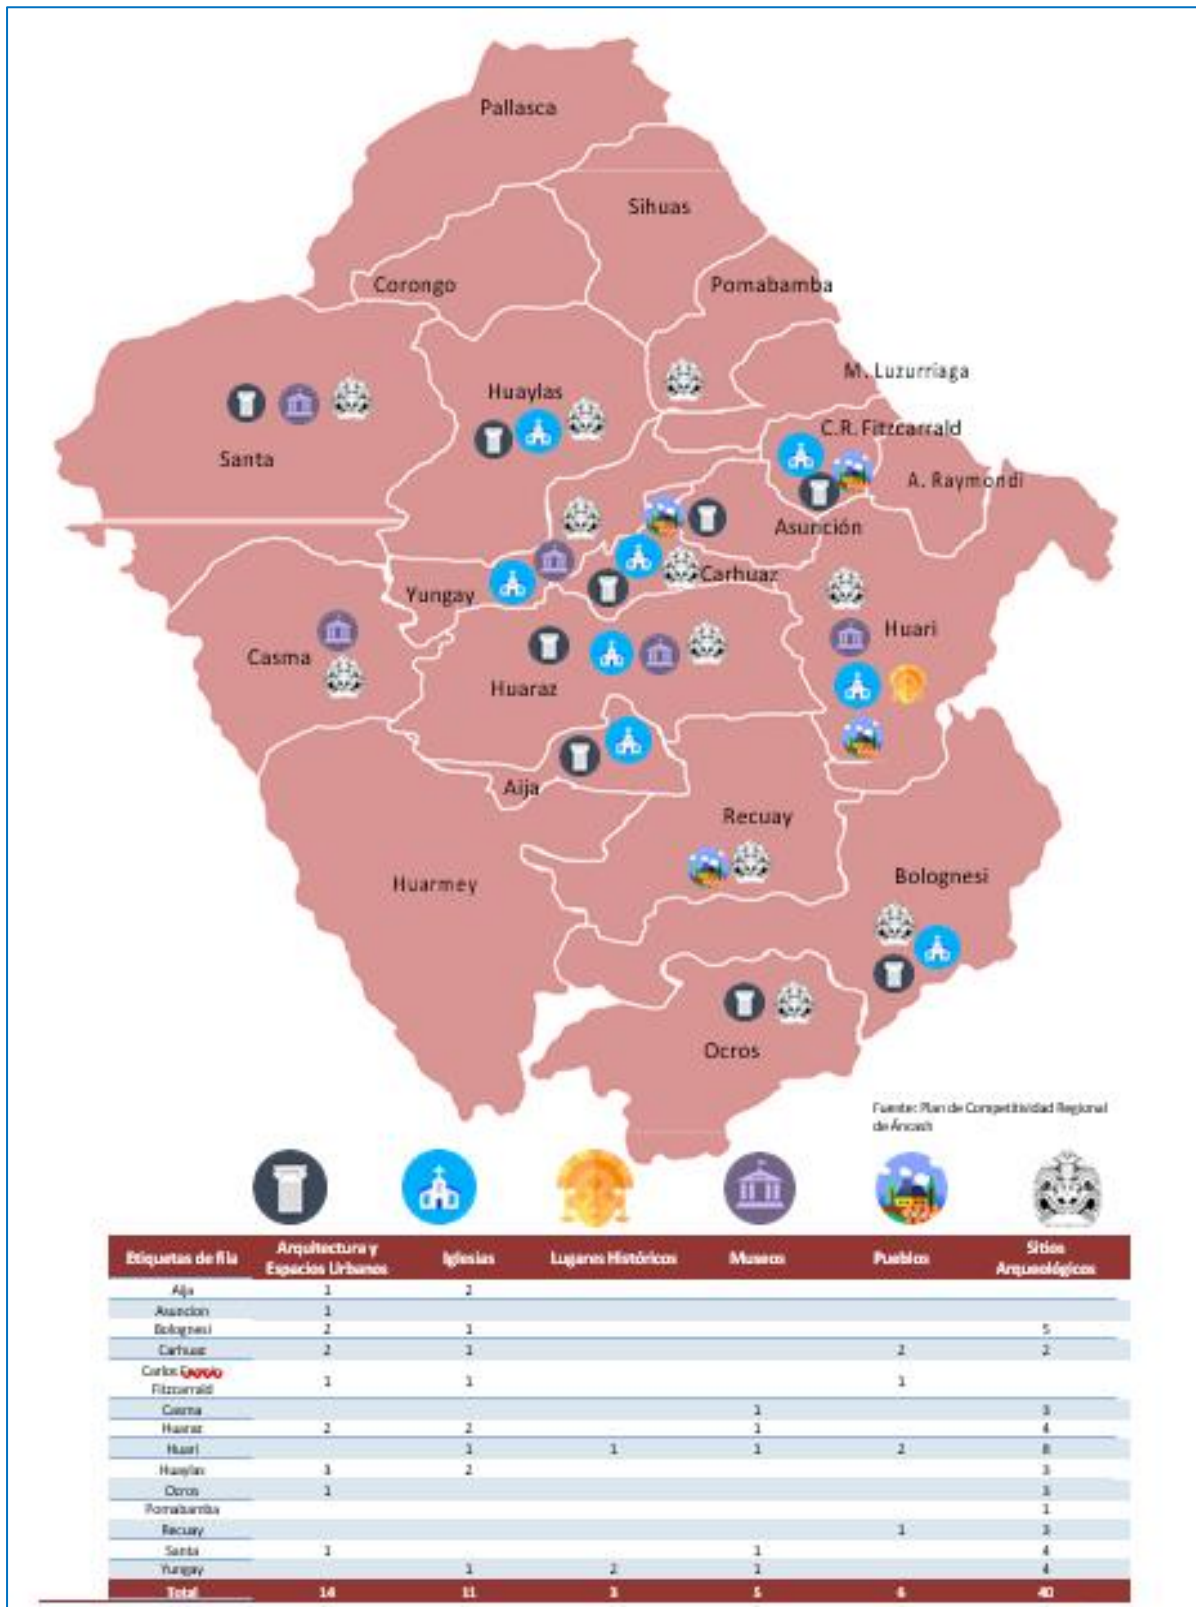 Pallasca
Sihuas
Corongo
Pomabamba
M. Luzurriaga
Huaylas
C.R. Fitzcarrald
Santa
A. Raymondi
Asunción
Carhuaz
Yungay
Huari
Casma
Huaraz
Aija
Recuay
Huarmey
Bolognesi
Ocros
Fuente: Plan de Competitividad Regional
de Áncash
Etiquetas de fila Arquitectura y Espacios Urbanos Iglesias Lugares Históricos Museos Pueblos Sitios Arqueológicos
Aija 1 2
Asuncion 1
Bolognesi 2 1 5
Carhuaz 2 1 2 2
Carlos
Fitzcarrald 1 1 1
Casma 1 3
Huaraz 2 2 1 4
Huari 1 1 1 2 8
Huaylas 3 2 3
Ocros 1 3
Pomabamba 1
Recuay 1 3
Santa 1 1 4
Yungay 1 2 1 4
Total 14 11 3 5 6 40